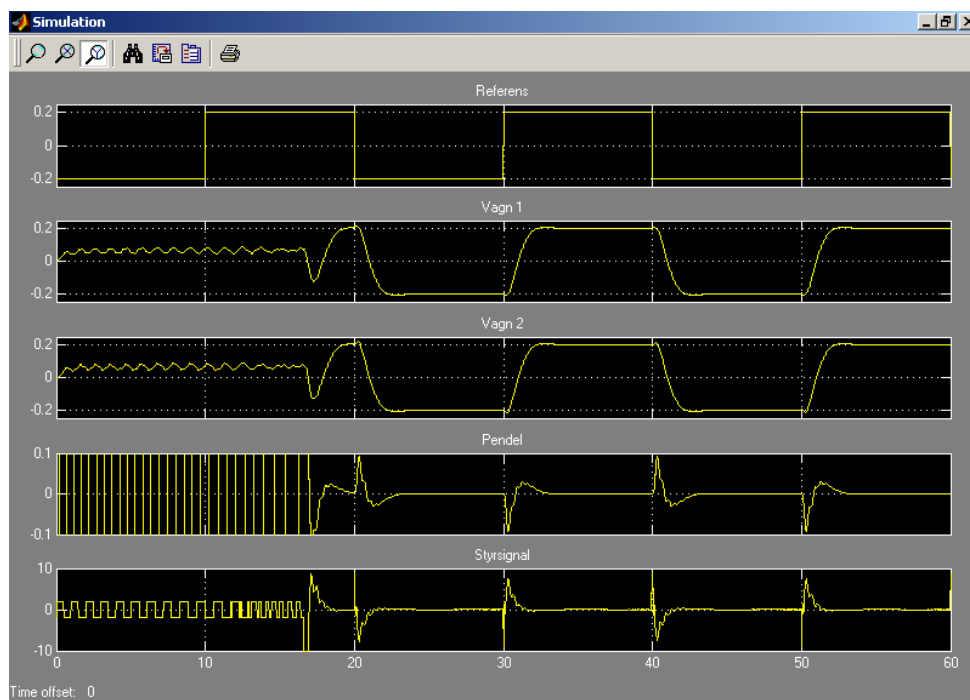 Simulation
Referens
0.2
0
-0.2
Vagn 1
0.2
0
-0.2
Vagn 2
0.2
0
-0.2
Pendel
0.1
0
-0.1
Styrsignal
10
0
-10
0 10 20 30 40 50 60
Time offset: 0